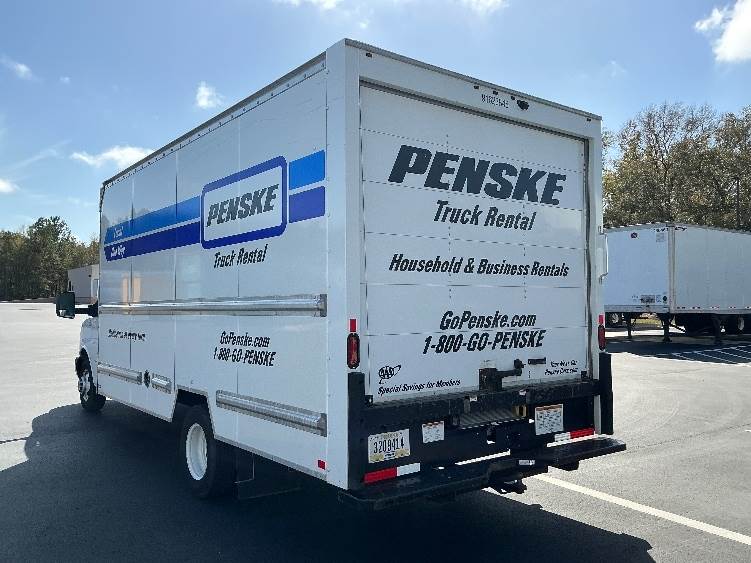 PENSKE
Truck Rental
GoPenske.com
1-800-GO-PENSKE
PENSKE
Truck Rental
Household & Business Rentals
GoPenske.com
1-800-GO-PENSKE
AAA
Special Savings for Members
3209414